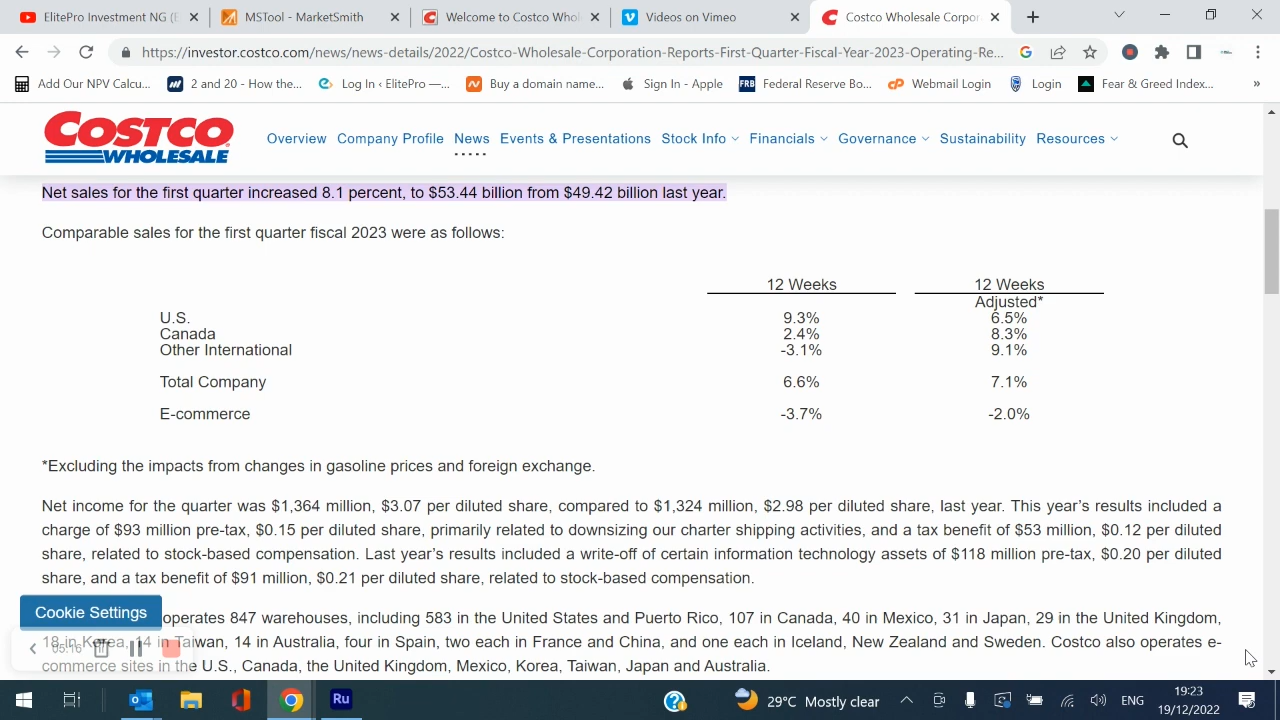 ElitePro Investment NG (E
MSTool - MarketSmith
Welcome to Costco Whol
Videos on Vimeo
Costco Wholesale Corpor
https://investor.costco.com/news/news-details/2022/Costco-Wholesale-Corporation-Reports-First-Quarter-Fiscal-Year-2023-Operating-Re...
Add Our NPV Calcu...
2 and 20 - How the...
Log In ‹ ElitePro —...
Buy a domain name...
Sign In - Apple
FRB Federal Reserve Bo...
cP Webmail Login
Login
Fear & Greed Index...
»
COSTCO
WHOLESALE
Overview Company Profile News Events & Presentations Stock Info Financials Governance Sustainability Resources
Net sales for the first quarter increased 8.1 percent, to $53.44 billion from $49.42 billion last year.
Comparable sales for the first quarter fiscal 2023 were as follows:
12 Weeks 12 Weeks
Adjusted*
U.S. 9.3% 6.5%
Canada 2.4% 8.3%
Other International -3.1% 9.1%
Total Company 6.6% 7.1%
E-commerce -3.7% -2.0%
*Excluding the impacts from changes in gasoline prices and foreign exchange.
Net income for the quarter was $1,364 million, $3.07 per diluted share, compared to $1,324 million, $2.98 per diluted share, last year. This year's results included a
charge of $93 million pre-tax, $0.15 per diluted share, primarily related to downsizing our charter shipping activities, and a tax benefit of $53 million, $0.12 per diluted
share, related to stock-based compensation. Last year's results included a write-off of certain information technology assets of $118 million pre-tax, $0.20 per diluted
share, and a tax benefit of $91 million, $0.21 per diluted share, related to stock-based compensation.
Cookie Settings
operates 847 warehouses, including 583 in the United States and Puerto Rico, 107 in Canada, 40 in Mexico, 31 in Japan, 29 in the United Kingdom,
18 in Korea, 14 in Taiwan, 14 in Australia, four in Spain, two each in France and China, and one each in Iceland, New Zealand and Sweden. Costco also operates e-
05:16
commerce sites in the U.S., Canada, the United Kingdom, Mexico, Korea, Taiwan, Japan and Australia.
Ru
29°C Mostly clear
ENG
19:23
19/12/2022